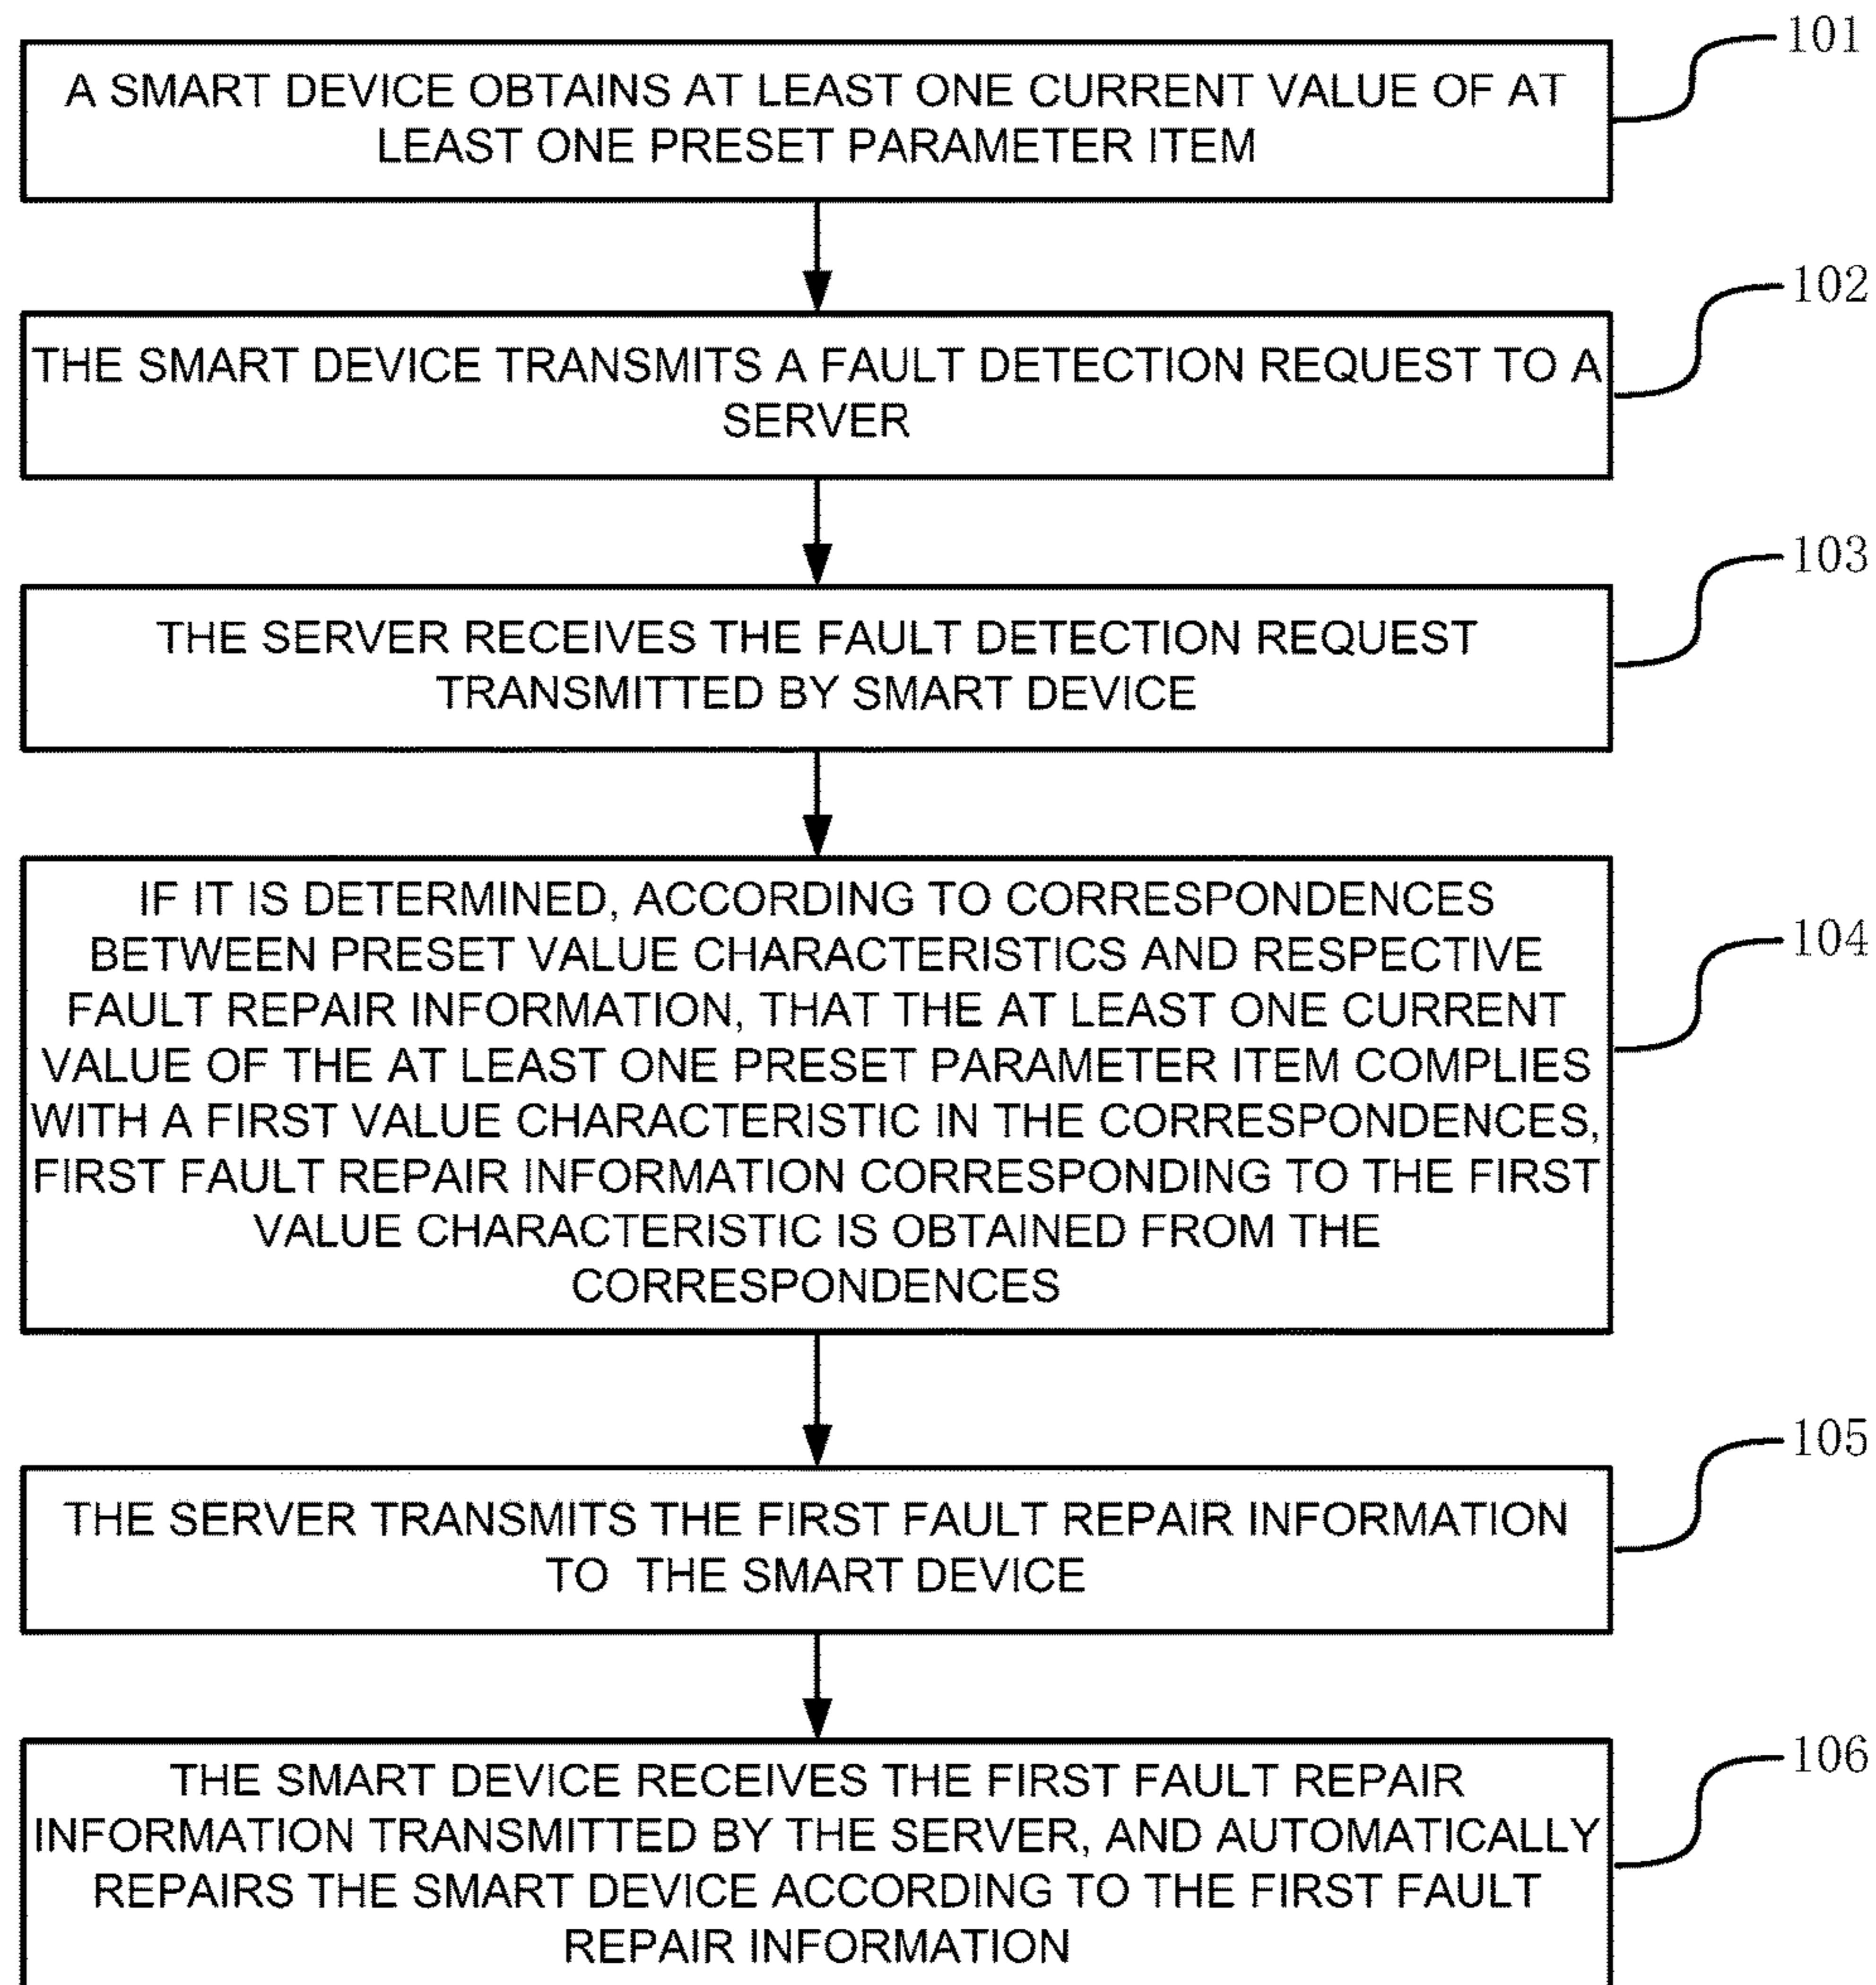 101
A SMART DEVICE OBTAINS AT LEAST ONE CURRENT VALUE OF AT
LEAST ONE PRESET PARAMETER ITEM
102
THE SMART DEVICE TRANSMITS A FAULT DETECTION REQUEST TO A
SERVER
103
THE SERVER RECEIVES THE FAULT DETECTION REQUEST
TRANSMITTED BY SMART DEVICE
104
IF IT IS DETERMINED, ACCORDING TO CORRESPONDENCES
BETWEEN PRESET VALUE CHARACTERISTICS AND RESPECTIVE
FAULT REPAIR INFORMATION, THAT THE AT LEAST ONE CURRENT
VALUE OF THE AT LEAST ONE PRESET PARAMETER ITEM COMPLIES
WITH A FIRST VALUE CHARACTERISTIC IN THE CORRESPONDENCES,
FIRST FAULT REPAIR INFORMATION CORRESPONDING TO THE FIRST
VALUE CHARACTERISTIC IS OBTAINED FROM THE
CORRESPONDENCES
105
THE SERVER TRANSMITS THE FIRST FAULT REPAIR INFORMATION
TO THE SMART DEVICE
106
THE SMART DEVICE RECEIVES THE FIRST FAULT REPAIR
INFORMATION TRANSMITTED BY THE SERVER, AND AUTOMATICALLY
REPAIRS THE SMART DEVICE ACCORDING TO THE FIRST FAULT
REPAIR INFORMATION